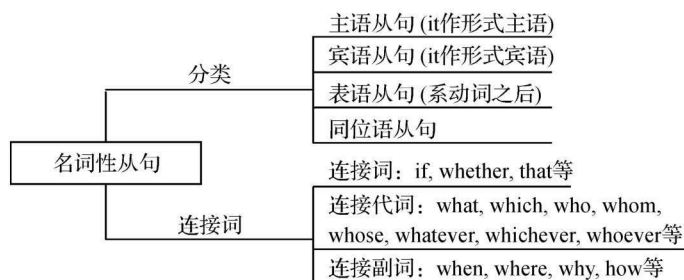 主语从句 (it作形式主语)
宾语从句 (it作形式宾语)
分类
表语从句 (系动词之后)
同位语从句
名词性从句
连接词：if, whether, that等
连接代词：what, which, who, whom,
连接词
whose, whatever, whichever, whoever等
连接副词：when, where, why, how等